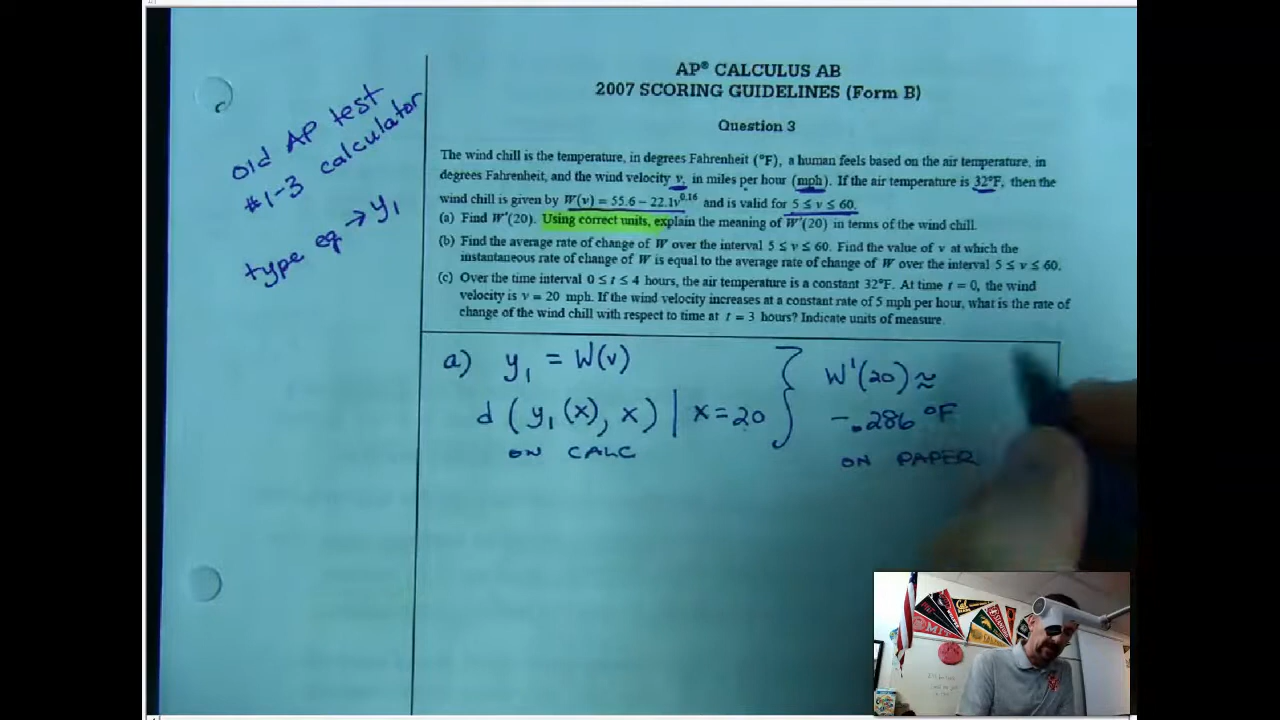 old AP test
#1-3 calculator
type eq → y₁
AP® CALCULUS AB
2007 SCORING GUIDELINES (Form B)
Question 3
The wind chill is the temperature, in degrees Fahrenheit (°F), a human feels based on the air temperature, in
degrees Fahrenheit, and the wind velocity v, in miles per hour (mph). If the air temperature is 32°F, then the
wind chill is given by W(v) = 55.6 − 22.1v^0.16 and is valid for 5 ≤ v ≤ 60.
(a) Find W′(20). Using correct units, explain the meaning of W′(20) in terms of the wind chill.
(b) Find the average rate of change of W over the interval 5 ≤ v ≤ 60. Find the value of v at which the
instantaneous rate of change of W is equal to the average rate of change of W over the interval 5 ≤ v ≤ 60.
(c) Over the time interval 0 ≤ t ≤ 4 hours, the air temperature is a constant 32°F. At time t = 0, the wind
velocity is v = 20 mph. If the wind velocity increases at a constant rate of 5 mph per hour, what is the rate of
change of the wind chill with respect to time at t = 3 hours? Indicate units of measure.
a) y₁ = W(v)
d (y₁(x), x) | x=20
ON CALC
W'(20) ≈
-.286 °F
ON PAPER
MIT